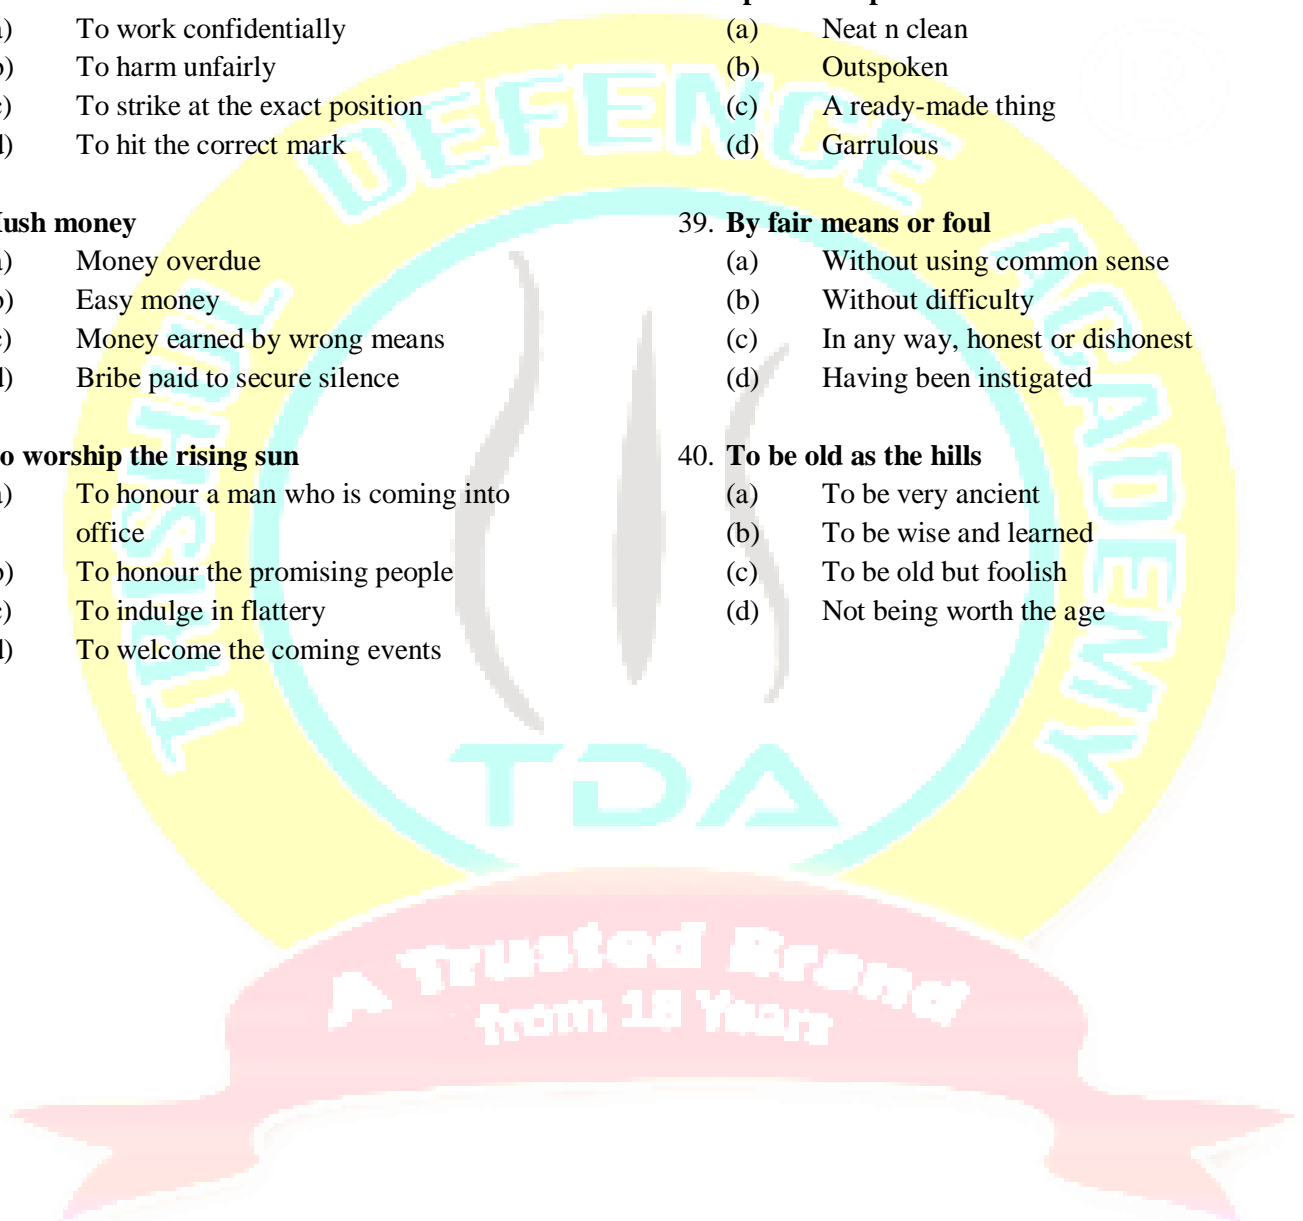 To work confidentially
To harm unfairly
To strike at the exact position
To hit the correct mark
money
Money overdue
Easy money
Money earned by wrong means
Bribe paid to secure silence
worship the rising sun
To honour a man who is coming into
office
To honour the promising people
To indulge in flattery
To welcome the coming events
(a) Neat n clean
(b) Outspoken
(c) A ready-made thing
(d) Garrulous
39. By fair means or foul
(a) Without using common sense
(b) Without difficulty
(c) In any way, honest or dishonest
(d) Having been instigated
40. To be old as the hills
(a) To be very ancient
(b) To be wise and learned
(c) To be old but foolish
(d) Not being worth the age
TRISHUL DEFENCE ACADEMY
TDA
A Trusted Brand
from 18 Years